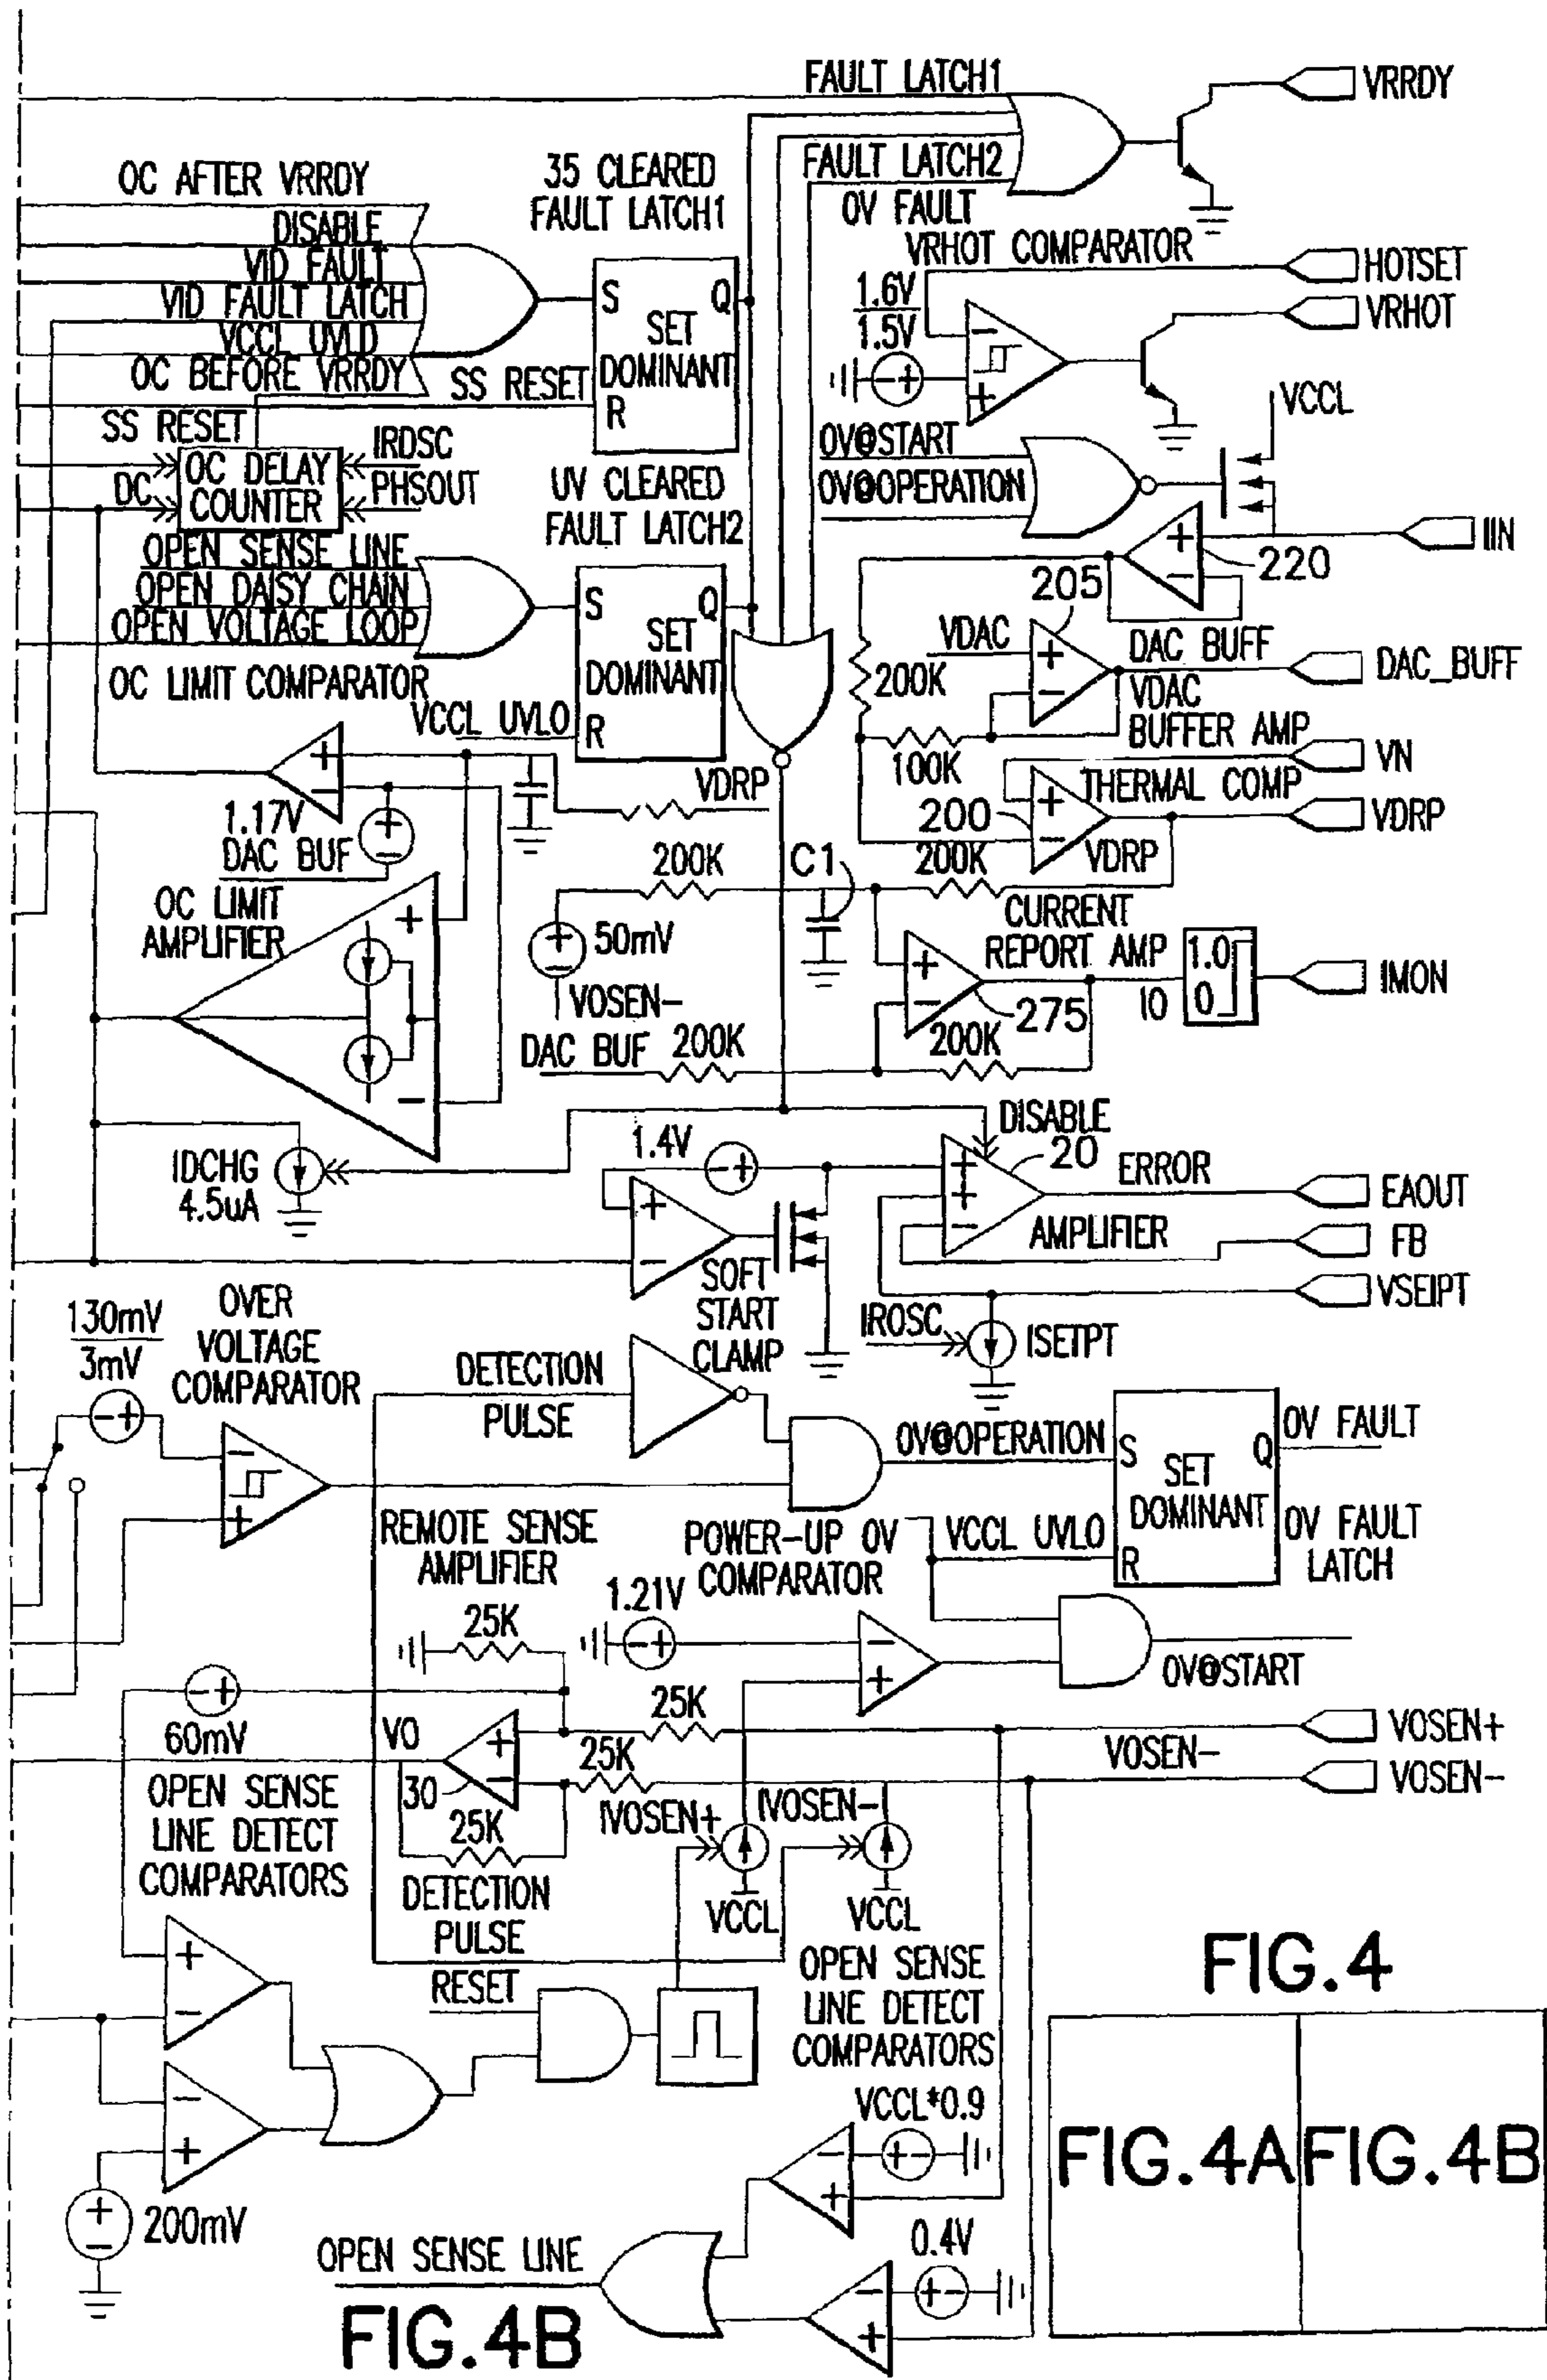 FAULT LATCH1
VRRDY
OC AFTER VRRDY
35 CLEARED
FAULT LATCH1
FAULT LATCH2
OV FAULT
DISABLE
VID FAULT
VID FAULT LATCH
VCCL UVLD
OC BEFORE VRRDY
S
Q
SET
DOMINANT
R
SS RESET
VRHOT COMPARATOR
HOTSET
1.6V
1.5V
VRHOT
-
+
-+
VCCL
SS RESET
OC DELAY
COUNTER
IRDSC
DC
PHSOUT
UV CLEARED
FAULT LATCH2
OV@START
OV@OPERATION
IIN
+
-
220
OPEN SENSE LINE
OPEN DAISY CHAIN
OPEN VOLTAGE LOOP
S
Q
SET
DOMINANT
R
VCCL UVLO
205
VDAC
+
-
DAC BUFF
DAC_BUFF
VDAC
BUFFER AMP
200K
100K
OC LIMIT COMPARATOR
+
-
VN
THERMAL COMP
+
-
200
VDRP
VDRP
VDRP
1.17V
DAC BUF
+
-
200K
C1
200K
OC LIMIT
AMPLIFIER
+
-
+
-
50mV
VOSEN-
CURRENT
REPORT AMP
+
-
275
IO
1.0
0
IMON
DAC BUF
200K
200K
DISABLE
20
1.4V
-+
IDCHG
4.5uA
+
-
+
+
-
ERROR
AMPLIFIER
EAOUT
FB
VSEIPT
SOFT
START
CLAMP
IROSC
ISETPT
130mV
3mV
-+
OVER
VOLTAGE
COMPARATOR
-
+
DETECTION
PULSE
OV@OPERATION
S
Q
SET
DOMINANT
R
OV FAULT
OV FAULT
LATCH
REMOTE SENSE
AMPLIFIER
POWER-UP OV
COMPARATOR
VCCL UVLO
1.21V
-+
-
+
OV@START
25K
-+
60mV
VO
+
-
30
25K
25K
25K
VOSEN+
VOSEN-
VOSEN-
IVOSEN+
IVOSEN-
VCCL
VCCL
OPEN SENSE
LINE DETECT
COMPARATORS
DETECTION
PULSE
+
-
-
+
RESET
OPEN SENSE
LINE DETECT
COMPARATORS
+
-
200mV
VCCL*0.9
-
+
+-
0.4V
-
+
+-
OPEN SENSE LINE
FIG.4B
FIG.4
FIG.4A
FIG.4B